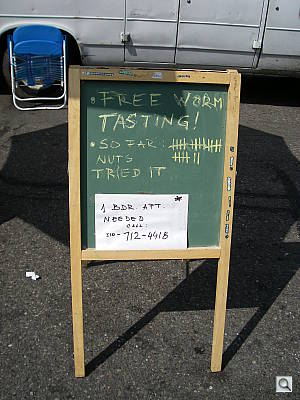 • FREE WORM
TASTING!
• SO FAR:
NUTS
TRIED IT
1 BDR. APT.
NEEDED
CALL:
310-712-4418